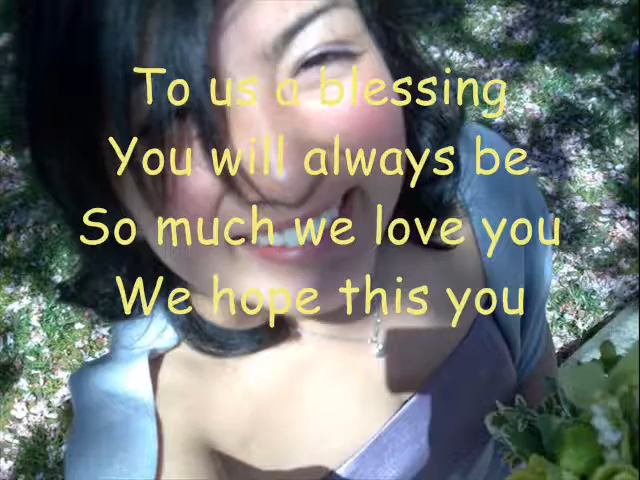 To us a blessing
You will always be
So much we love you
We hope this you